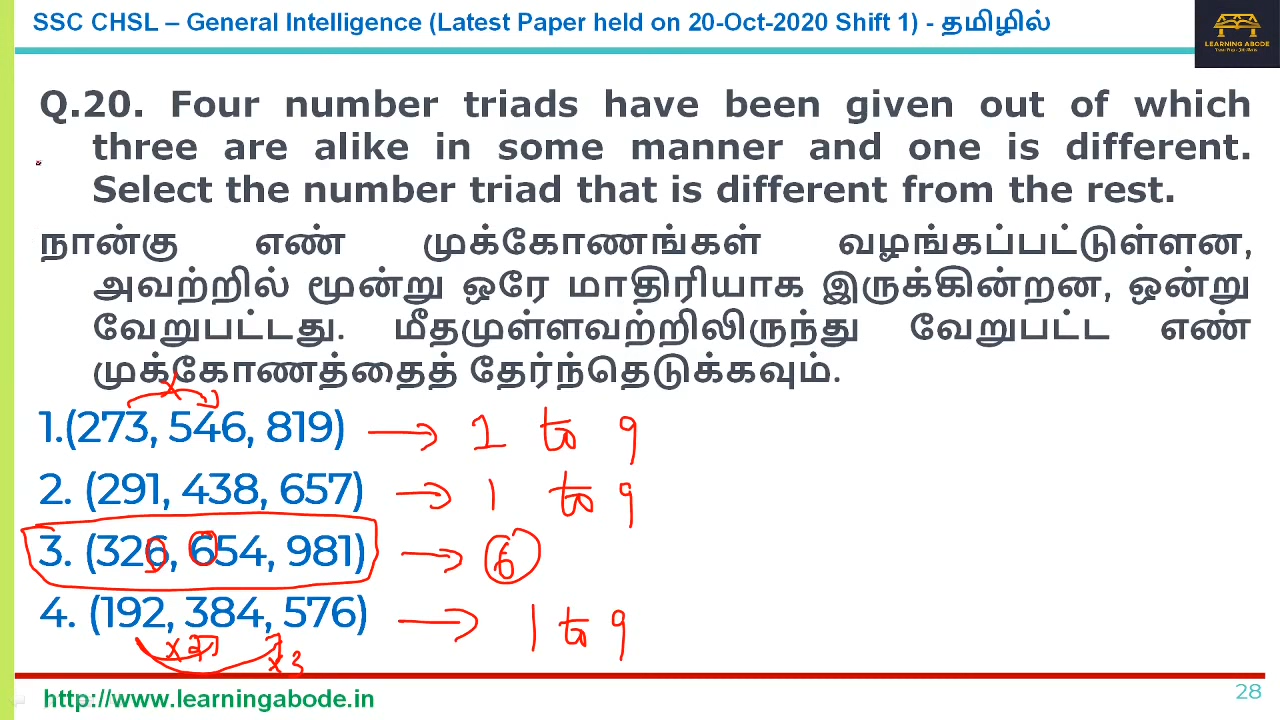 SSC CHSL – General Intelligence (Latest Paper held on 20-Oct-2020 Shift 1) - தமிழில்
LEARNING ABODE
Q.20. Four number triads have been given out of which
three are alike in some manner and one is different.
Select the number triad that is different from the rest.
நான்கு எண் முக்கோணங்கள் வழங்கப்பட்டுள்ளன,
அவற்றில் மூன்று ஒரே மாதிரியாக இருக்கின்றன, ஒன்று
வேறுபட்டது. மீதமுள்ளவற்றிலிருந்து வேறுபட்ட எண்
முக்கோணத்தைத் தேர்ந்தெடுக்கவும்.
x
1.(273, 546, 819) → 1 to 9
2. (291, 438, 657) → 1 to 9
3. (326, 654, 981) → 6
4. (192, 384, 576) → 1 to 9
x2 x3
http://www.learningabode.in
28